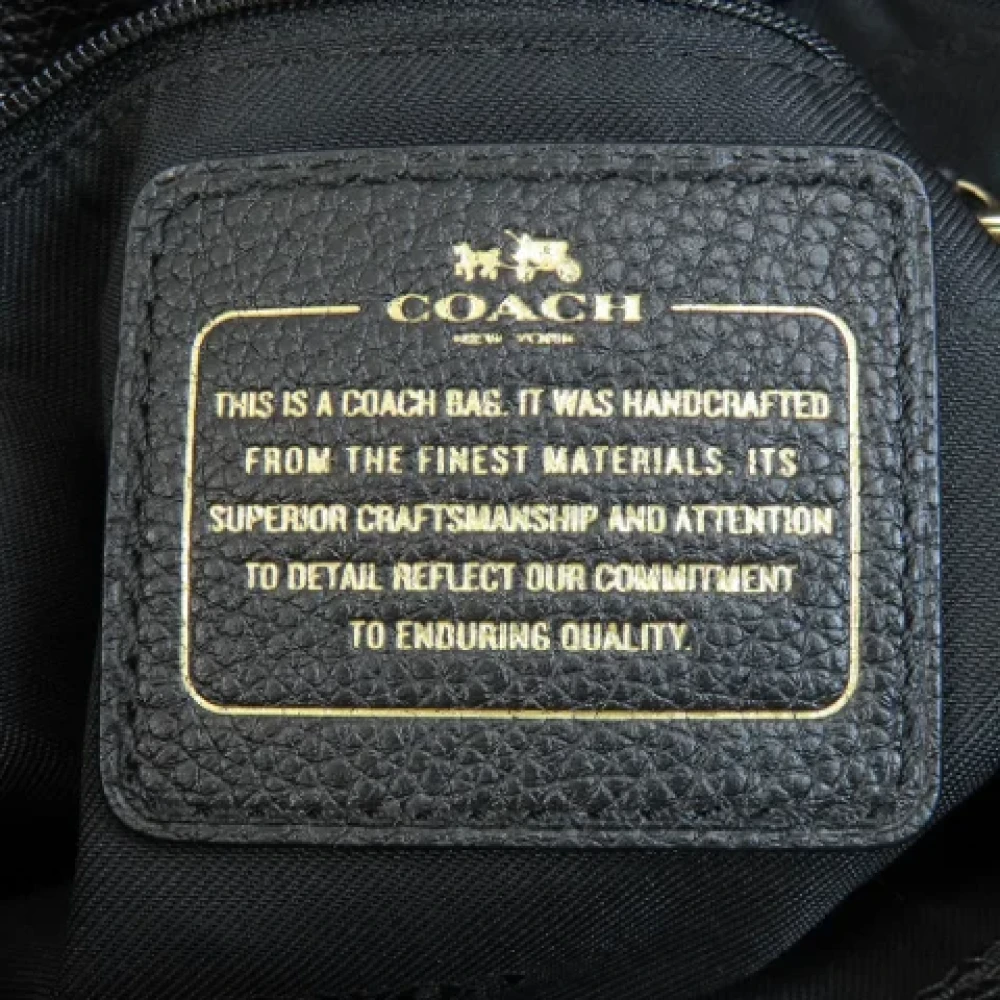 COACH
NEW YORK
THIS IS A COACH BAG. IT WAS HANDCRAFTED
FROM THE FINEST MATERIALS. ITS
SUPERIOR CRAFTSMANSHIP AND ATTENTION
TO DETAIL REFLECT OUR COMMITMENT
TO ENDURING QUALITY.